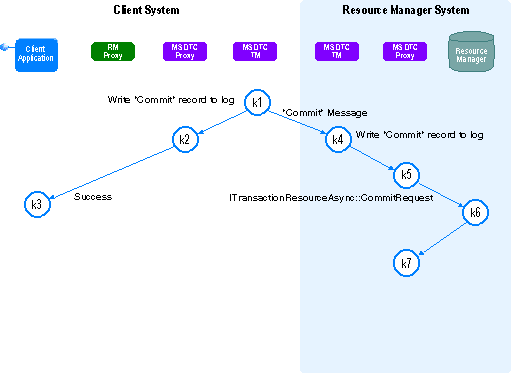 Client System
Resource Manager System
Client
Application
RM
Proxy
MSDTC
Proxy
MSDTC
TM
MSDTC
TM
MSDTC
Proxy
Resource
Manager
Write "Commit" record to log
k1
"Commit" Message
k2
k4
Write "Commit" record to log
k5
Success
ITransactionResourceAsync::CommitRequest
k3
k6
k7